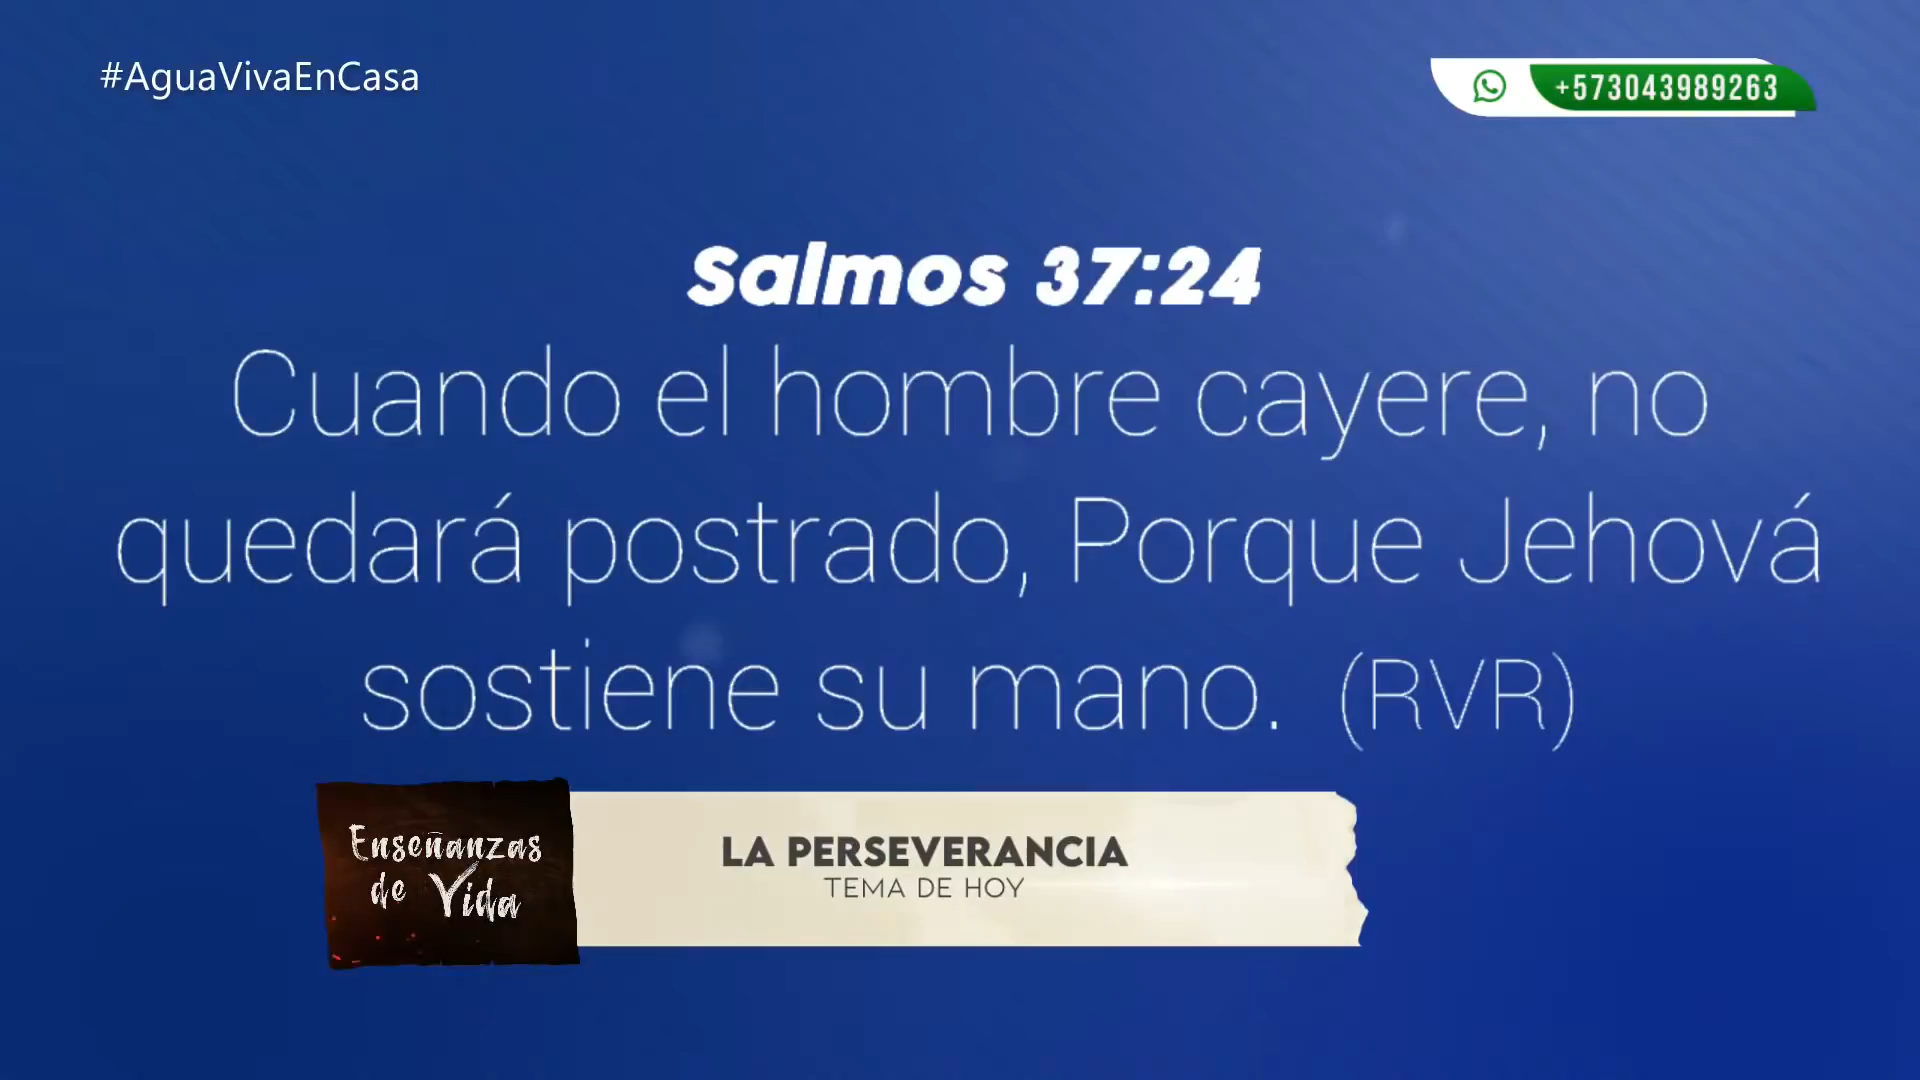 #AguaVivaEnCasa
+573043989263
Salmos 37:24
Cuando el hombre cayere, no
quedará postrado, Porque Jehová
sostiene su mano. (RVR)
Enseñanzas
de Vida
LA PERSEVERANCIA
TEMA DE HOY